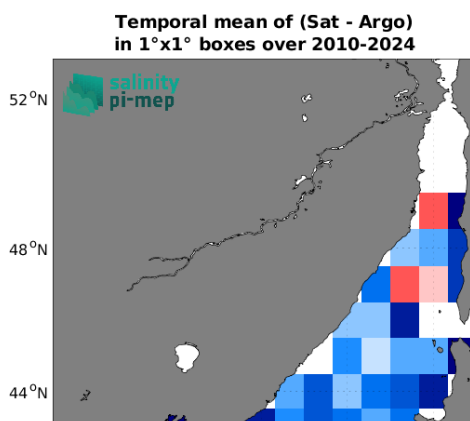 Temporal mean of (Sat - Argo)
in 1°x1° boxes over 2010-2024
salinity
pi-mep
52°N
48°N
44°N